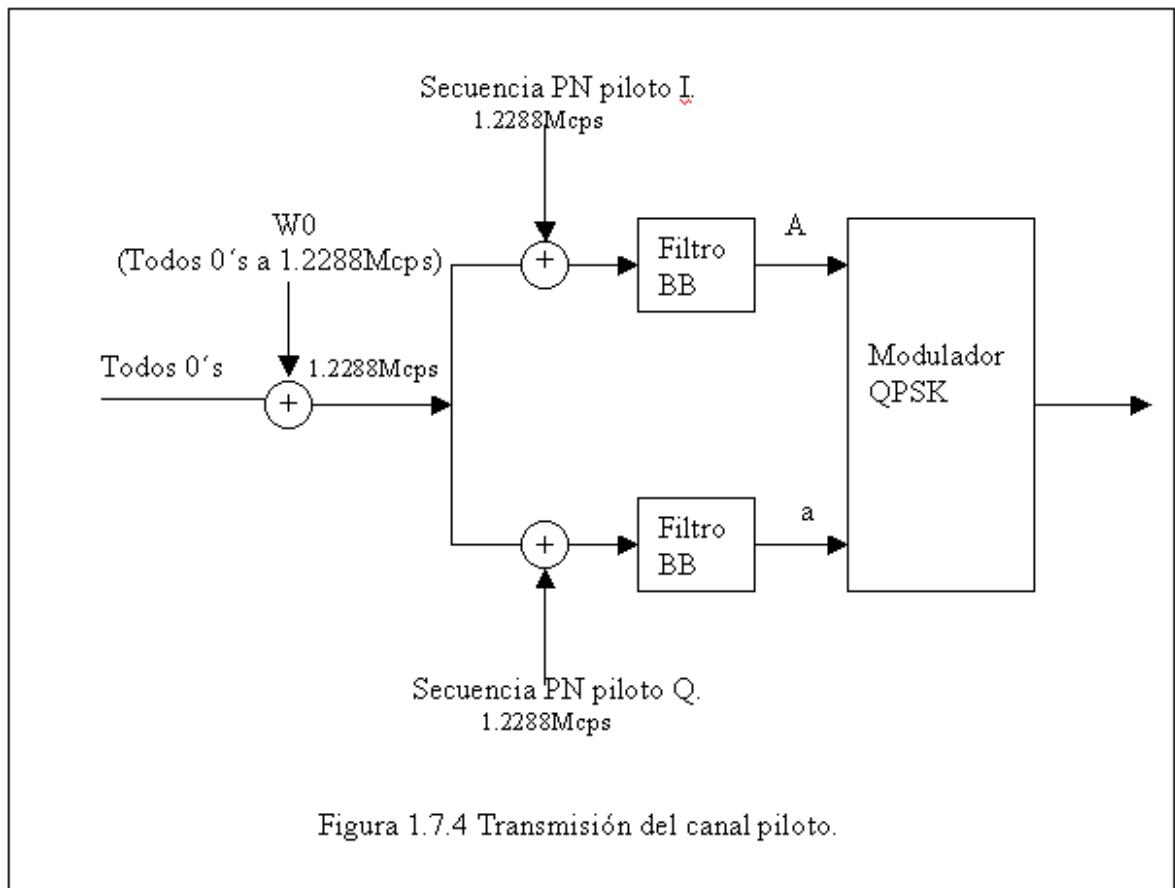 Secuencia PN piloto I.
1.2288Mcps
W0
(Todos 0´s a 1.2288Mcps)
Todos 0´s
1.2288Mcps
+
+
+
Filtro
BB
A
Modulador
QPSK
Filtro
BB
a
Secuencia PN piloto Q.
1.2288Mcps
Figura 1.7.4 Transmisión del canal piloto.